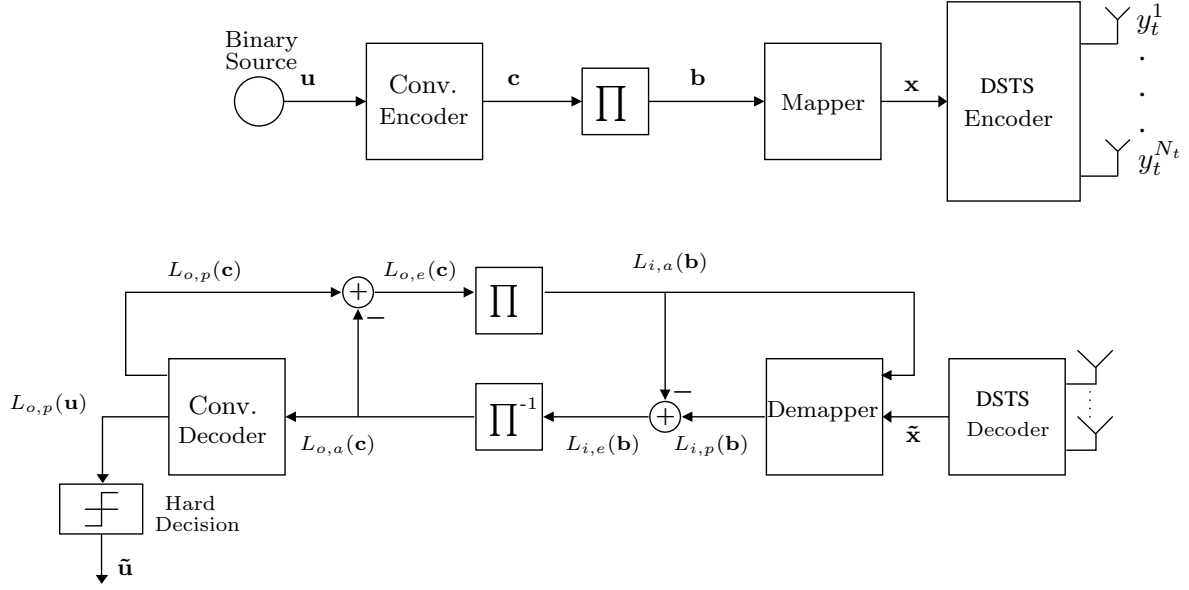 Binary
Source
u
Conv.
Encoder
c
∏
b
Mapper
x
DSTS
Encoder
y_t^1
y_t^{N_t}
L_{o,p}(c)
L_{o,e}(c)
∏
L_{i,a}(b)
+
−
L_{o,p}(u)
Conv.
Decoder
L_{o,a}(c)
∏^{-1}
L_{i,e}(b)
+
−
L_{i,p}(b)
Demapper
x̃
DSTS
Decoder
Hard
Decision
ũ